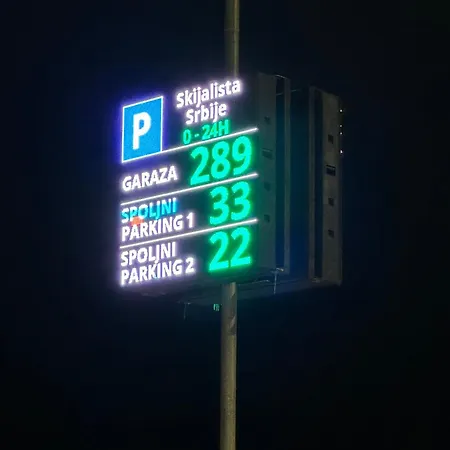 P
Skijalista
Srbije
0 - 24H
GARAZA 289
SPOLJNI
PARKING 1 33
SPOLJNI
PARKING 2 22